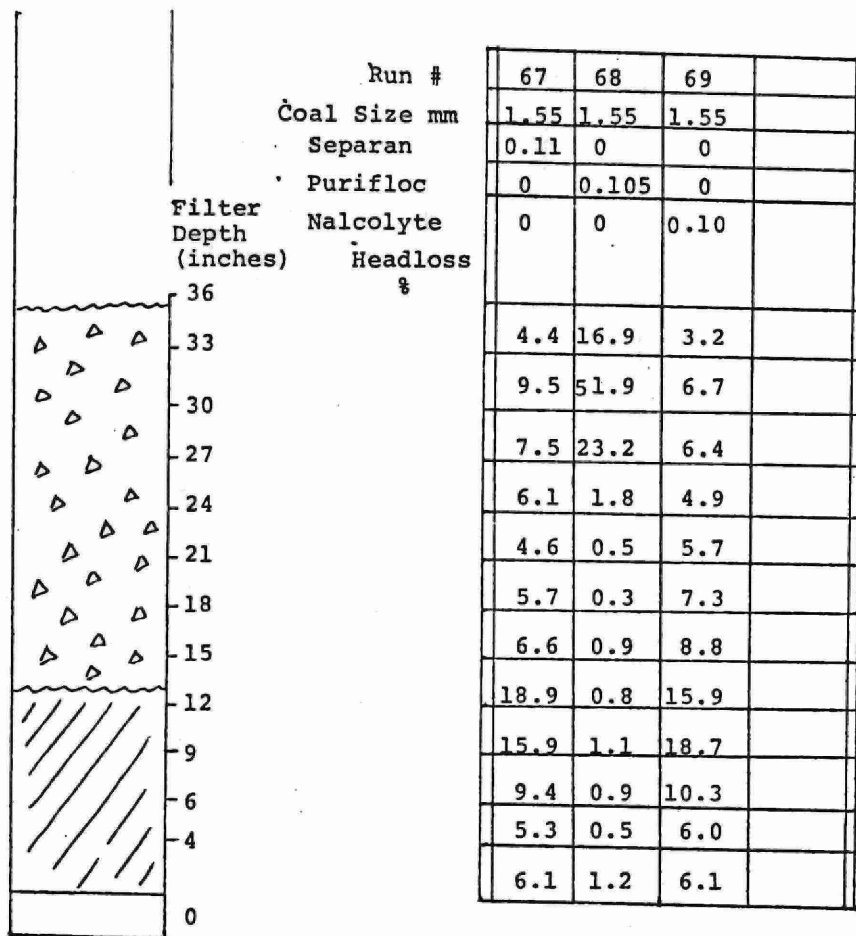 Run # 67 68 69
Coal Size mm 1.55 1.55 1.55
Separan 0.11 0 0
Purifloc 0 0.105 0
Filter
Depth
(inches)
Nalcolyte 0 0 0.10
Headloss
%
36
33
30
27
24
21
18
15
12
9
6
4
0
4.4 16.9 3.2
9.5 51.9 6.7
7.5 23.2 6.4
6.1 1.8 4.9
4.6 0.5 5.7
5.7 0.3 7.3
6.6 0.9 8.8
18.9 0.8 15.9
15.9 1.1 18.7
9.4 0.9 10.3
5.3 0.5 6.0
6.1 1.2 6.1